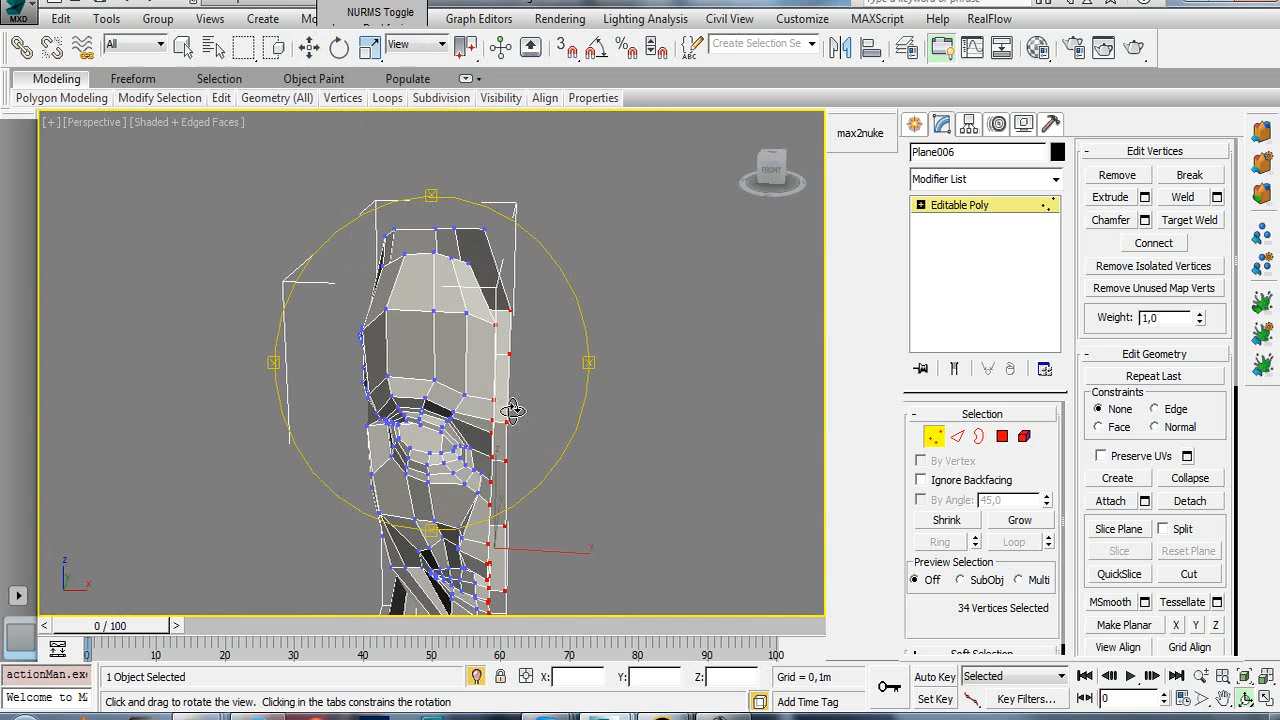 MXD
NURMS Toggle
Edit Tools Group Views Create Graph Editors Rendering Lighting Analysis Civil View Customize MAXScript Help RealFlow
All View 3 ABC Create Selection Se
Modeling Freeform Selection Object Paint Populate
Polygon Modeling Modify Selection Edit Geometry (All) Vertices Loops Subdivision Visibility Align Properties
[+] [Perspective ] [Shaded + Edged Faces ]
FRONT
x
z
z
y
x
max2nuke
Plane006
Modifier List
Editable Poly
- Selection
By Vertex
Ignore Backfacing
By Angle: 45,0
Shrink Grow
Ring Loop
Preview Selection
Off SubObj Multi
34 Vertices Selected
- Edit Vertices
Remove Break
Extrude Weld
Chamfer Target Weld
Connect
Remove Isolated Vertices
Remove Unused Map Verts
Weight: 1,0
- Edit Geometry
Repeat Last
Constraints
None Edge
Face Normal
Preserve UVs
Create Collapse
Attach Detach
Slice Plane Split
Slice Reset Plane
QuickSlice Cut
MSmooth Tessellate
Make Planar X Y Z
View Align Grid Align
< 0 / 100 >
0 10 20 30 40 50 60 70 80 90 100
actionMan.ex
Welcome to M
1 Object Selected
X: Y: Z: Grid = 0,1m
Click and drag to rotate the view. Clicking in the tabs constrains the rotation
Add Time Tag
Auto Key Selected
Set Key Key Filters...
0